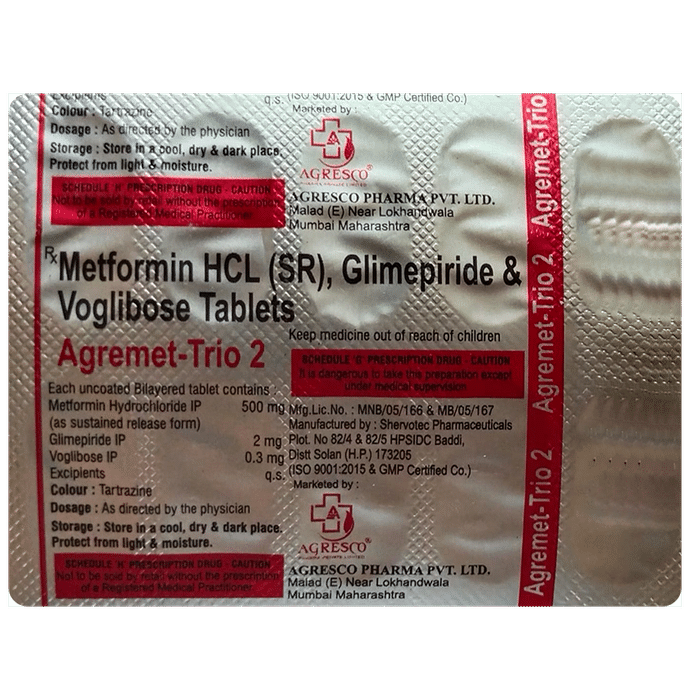 Excipients
q.s.
Colour : Tartrazine
Dosage : As directed by the physician
Storage : Store in a cool, dry & dark place.
Protect from light & moisture.
SCHEDULE 'H' PRESCRIPTION DRUG - CAUTION
Not to be sold by retail without the prescription
of a Registered Medical Practitioner.
(ISO 9001:2015 & GMP Certified Co.)
Marketed by :
AGRESCO®
AGRESCO PHARMA PVT. LTD.
Malad (E) Near Lokhandwala
Mumbai Maharashtra
Rx
Metformin HCL (SR), Glimepiride &
Voglibose Tablets
Agremet-Trio 2
Each uncoated Bilayered tablet contains :
Metformin Hydrochloride IP 500 mg
(as sustained release form)
Glimepiride IP 2 mg
Voglibose IP 0.3 mg
Excipients q.s.
Colour : Tartrazine
Dosage : As directed by the physician
Storage : Store in a cool, dry & dark place.
Protect from light & moisture.
SCHEDULE 'H' PRESCRIPTION DRUG - CAUTION
Not to be sold by retail without the prescription
of a Registered Medical Practitioner.
Keep medicine out of reach of children
SCHEDULE 'G' PRESCRIPTION DRUG - CAUTION
It is dangerous to take this preparation except
under medical supervision
Mfg.Lic.No. : MNB/05/166 & MB/05/167
Manufactured by : Shervotec Pharmaceuticals
Plot. No 82/4 & 82/5 HPSIDC Baddi,
Distt Solan (H.P.) 173205
(ISO 9001:2015 & GMP Certified Co.)
Marketed by :
AGRESCO®
AGRESCO PHARMA PVT. LTD.
Malad (E) Near Lokhandwala
Mumbai Maharashtra
Agremet-Trio
Agremet-Trio 2
Agremet-Trio 2